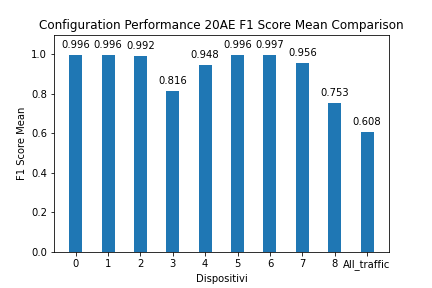 Configuration Performance 20AE F1 Score Mean Comparison
0.996 0.996 0.992 0.816 0.948 0.996 0.997 0.956 0.753 0.608
1.0
0.8
0.6
0.4
0.2
0.0
F1 Score Mean
0 1 2 3 4 5 6 7 8 All_traffic
Dispositivi